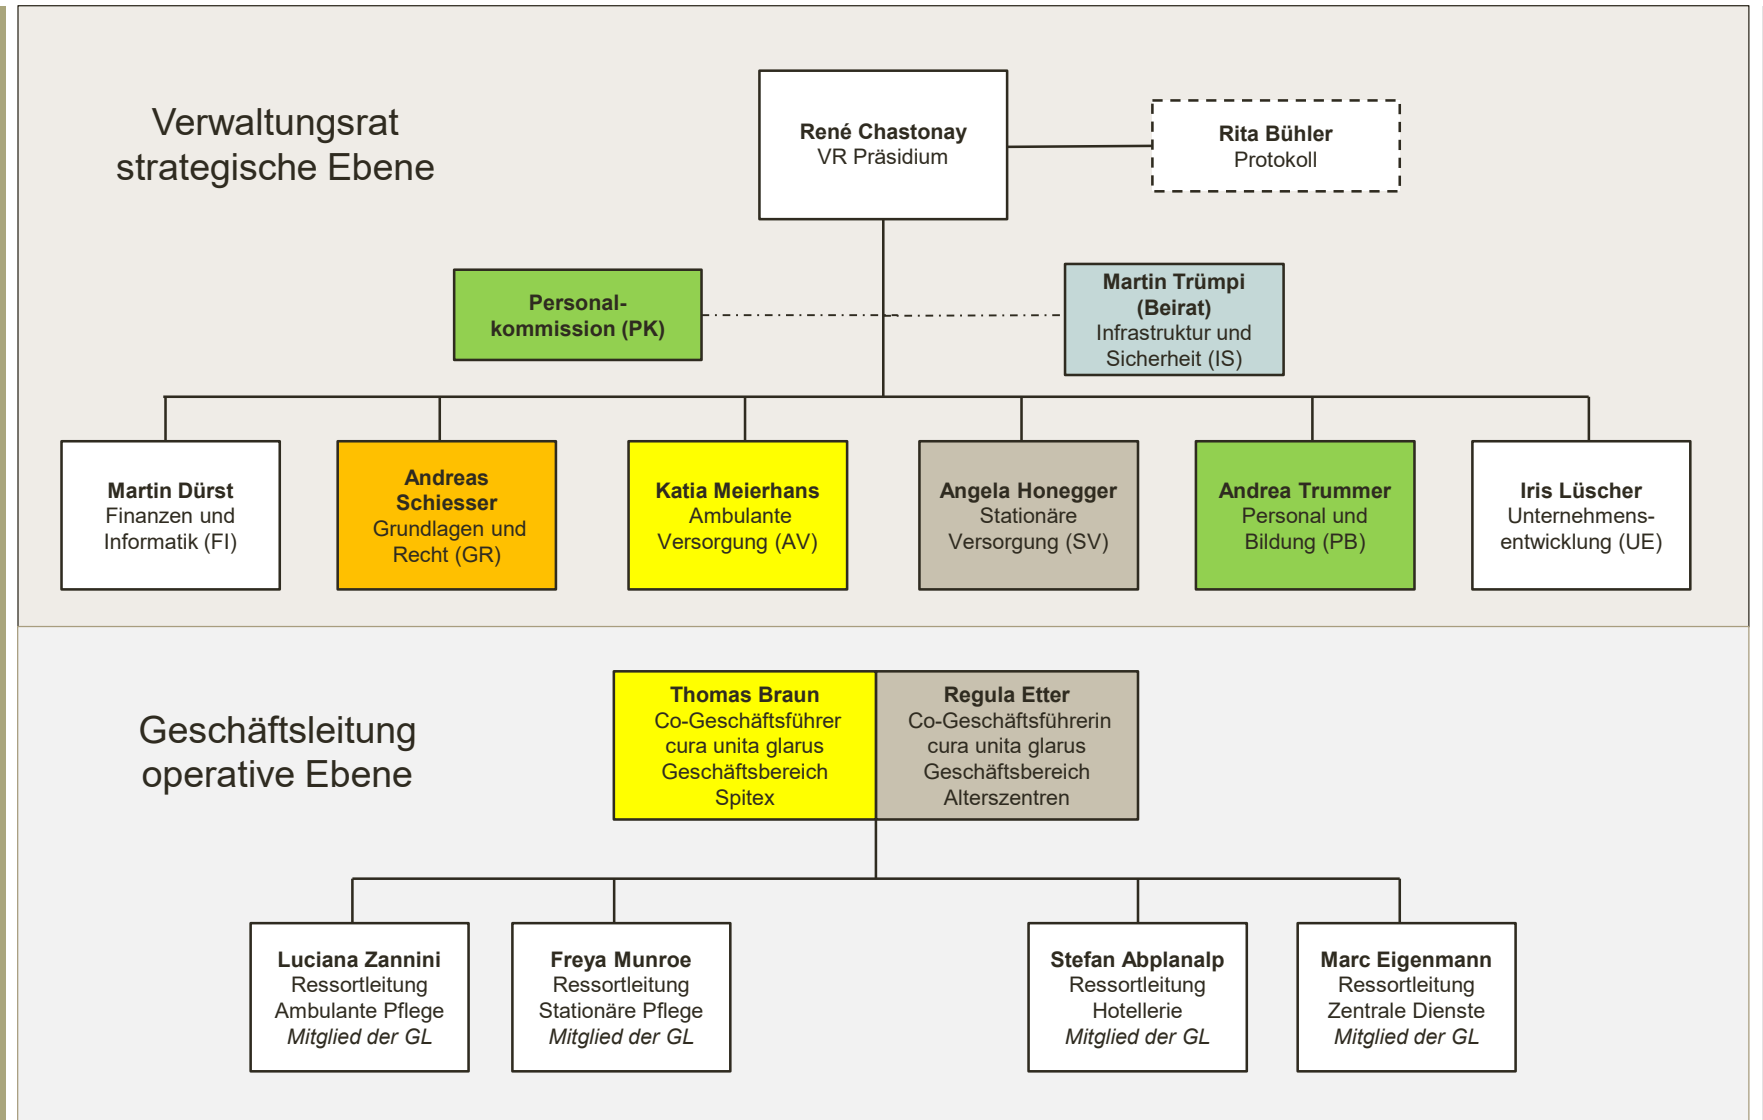 Verwaltungsrat
strategische Ebene
René Chastonay
VR Präsidium
Rita Bühler
Protokoll
Personal-
kommission (PK)
Martin Trümpi
(Beirat)
Infrastruktur und
Sicherheit (IS)
Martin Dürst
Finanzen und
Informatik (FI)
Andreas
Schiesser
Grundlagen und
Recht (GR)
Katia Meierhans
Ambulante
Versorgung (AV)
Angela Honegger
Stationäre
Versorgung (SV)
Andrea Trummer
Personal und
Bildung (PB)
Iris Lüscher
Unternehmens-
entwicklung (UE)
Geschäftsleitung
operative Ebene
Thomas Braun
Co-Geschäftsführer
cura unita glarus
Geschäftsbereich
Spitex
Regula Etter
Co-Geschäftsführerin
cura unita glarus
Geschäftsbereich
Alterszentren
Luciana Zannini
Ressortleitung
Ambulante Pflege
Mitglied der GL
Freya Munroe
Ressortleitung
Stationäre Pflege
Mitglied der GL
Stefan Abplanalp
Ressortleitung
Hotellerie
Mitglied der GL
Marc Eigenmann
Ressortleitung
Zentrale Dienste
Mitglied der GL